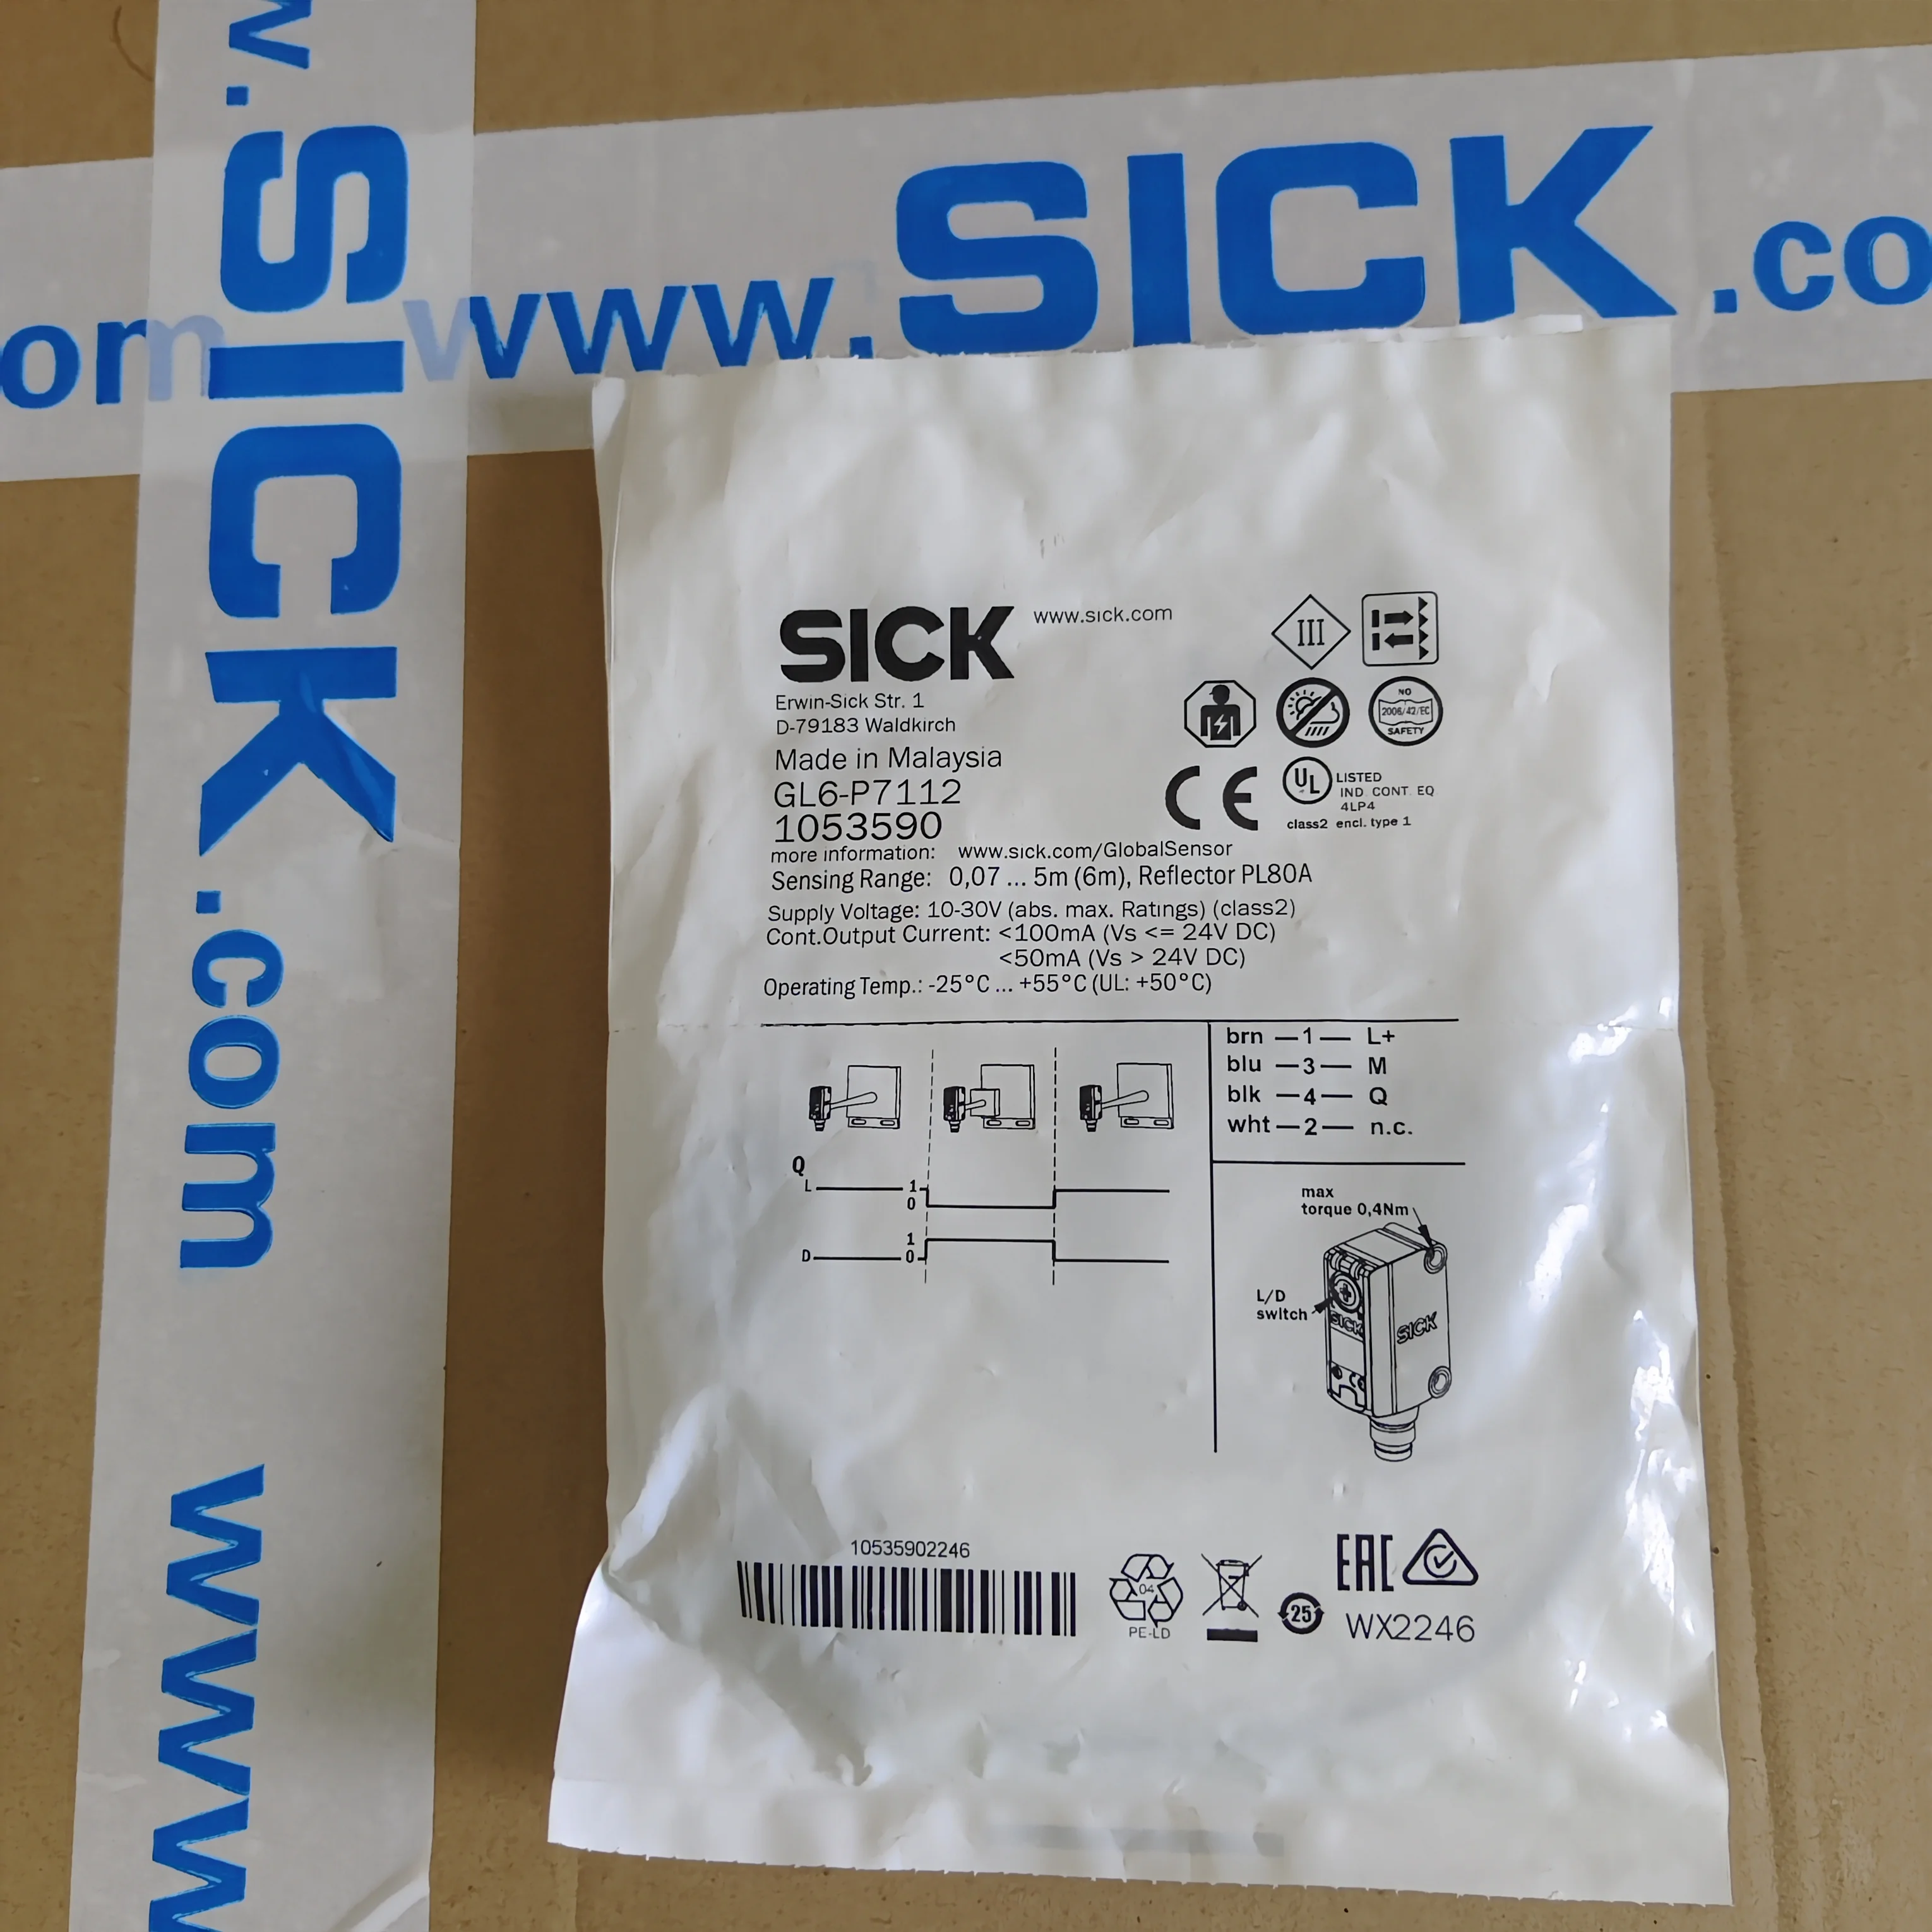 w.SICK.com www
om www.SICK.co
SICK www.sick.com
III
Erwin-Sick Str. 1
D-79183 Waldkirch
NO
2006/42/EC
SAFETY
Made in Malaysia
GL6-P7112
1053590
CE
UL LISTED
IND. CONT. EQ
4LP4
class2 encl. type 1
more information: www.sick.com/GlobalSensor
Sensing Range: 0,07 ... 5m (6m), Reflector PL80A
Supply Voltage: 10-30V (abs. max. Ratings) (class2)
Cont.Output Current: <100mA (Vs <= 24V DC)
<50mA (Vs > 24V DC)
Operating Temp.: -25°C ... +55°C (UL: +50°C)
brn — 1 — L+
blu — 3 — M
blk — 4 — Q
wht — 2 — n.c.
Q
L 1
0
1
D 0
max
torque 0,4Nm
L/D
switch
SICK
SICK
10535902246
04
PE-LD
25
EAC
WX2246